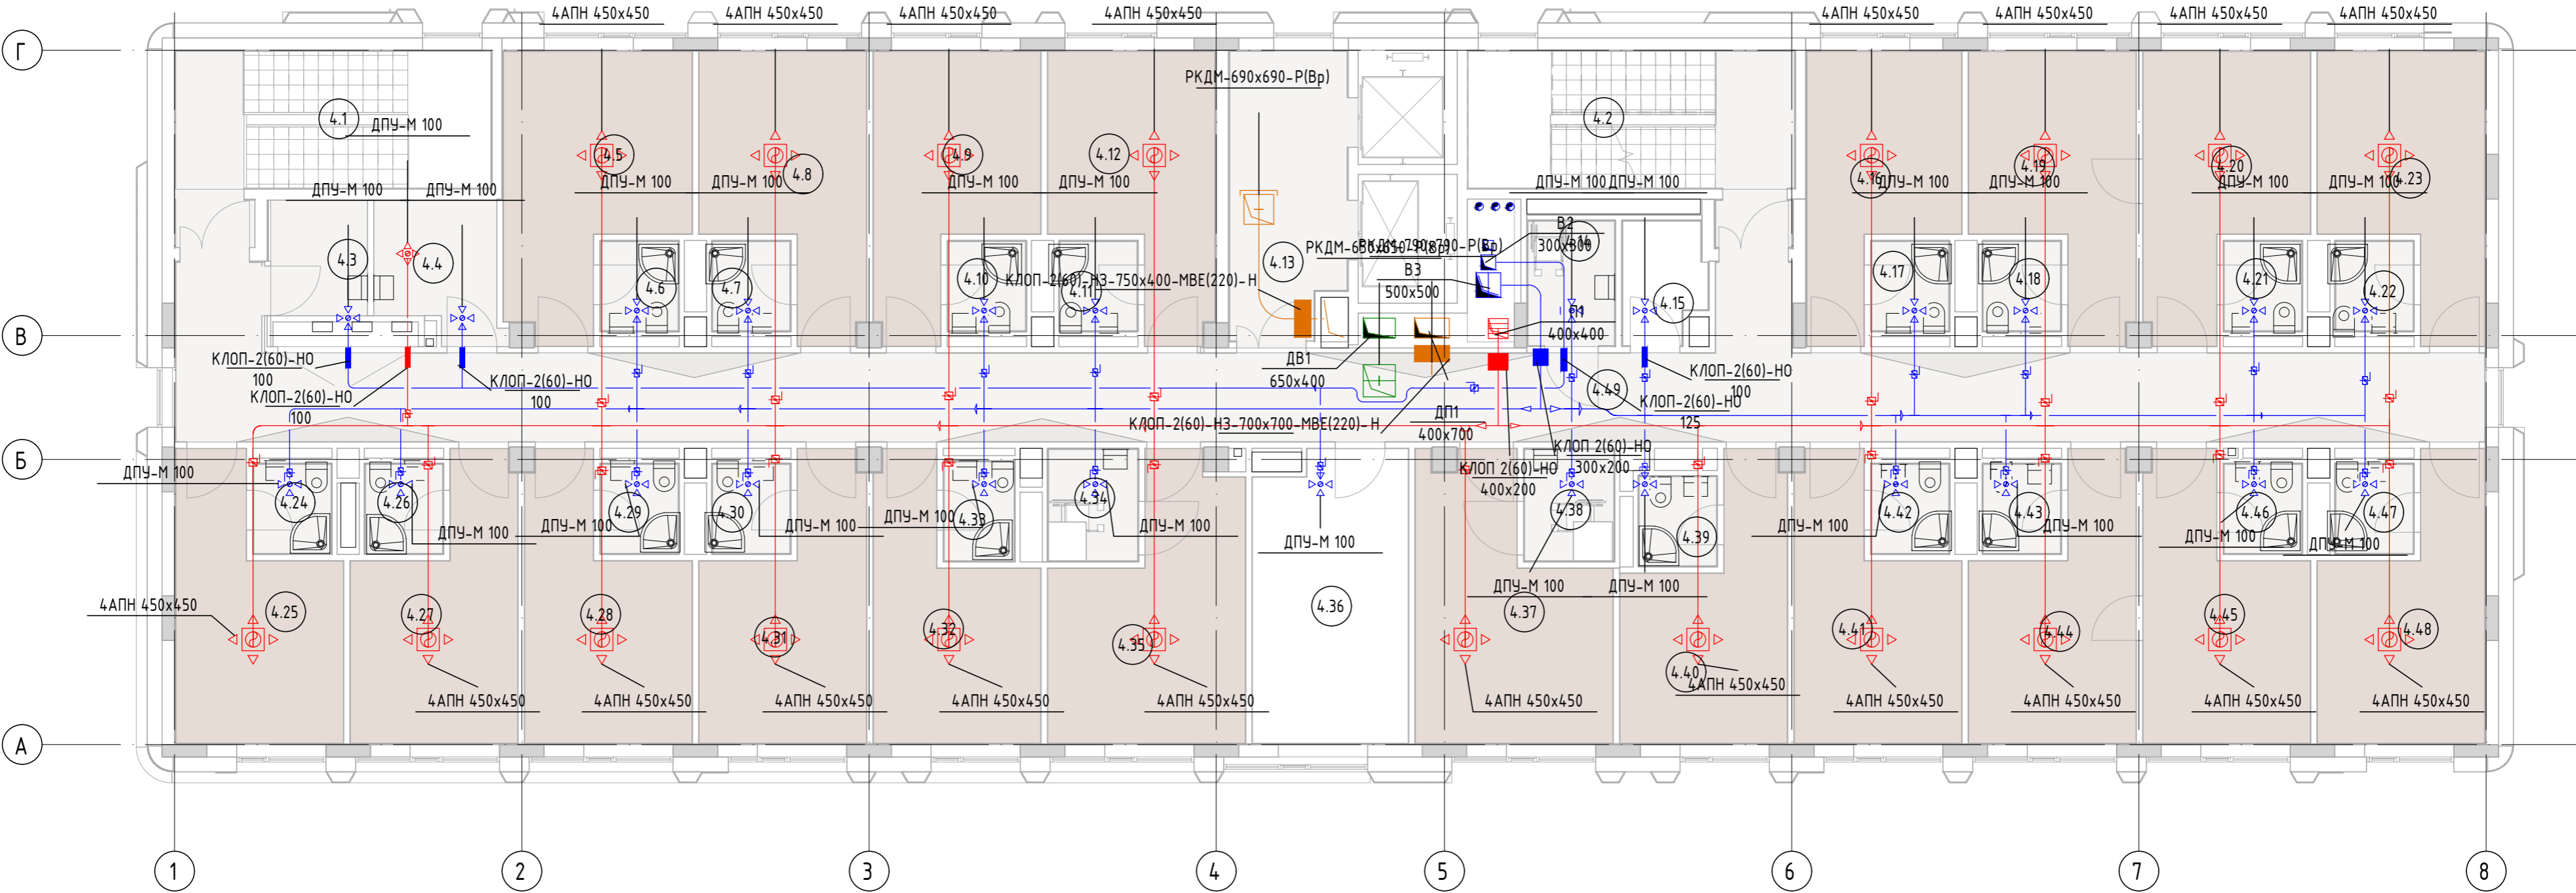 4АПН 450х450
4АПН 450х450
4АПН 450х450
4АПН 450х450
4АПН 450х450
4АПН 450х450
4АПН 450х450
4АПН 450х450
Г
РКДМ-690х690-Р(Вр)
4.1
ДПУ-М 100
4.2
4.5
4.8
4.9
4.12
4.16
4.19
4.20
4.23
ДПУ-М 100
ДПУ-М 100
ДПУ-М 100
ДПУ-М 100
ДПУ-М 100
ДПУ-М 100
ДПУ-М 100
ДПУ-М 100
ДПУ-М 100
ДПУ-М 100
ДПУ-М 100
ДПУ-М 100
В2
300х300
4.3
4.4
4.6
4.7
4.10
4.11
4.13
РКДМ-650х650-Р(Вр)
РКДМ-790х790-Р(Вр)
4.14
4.17
4.18
4.21
4.22
КЛОП-2(60)-НЗ-750х400-МВЕ(220)-Н
В3
500х500
4.15
П1
400х400
В
КЛОП-2(60)-НО
100
КЛОП-2(60)-НО
100
КЛОП-2(60)-НО
100
ДВ1
650х400
4.49
КЛОП-2(60)-НО
100
КЛОП-2(60)-НО
125
КЛОП-2(60)-НЗ-700х700-МВЕ(220)-Н
ДП1
400х700
КЛОП 2(60)-НО
300х200
КЛОП 2(60)-НО
400х200
Б
ДПУ-М 100
4.24
4.26
4.29
4.30
4.33
4.34
4.38
4.39
4.42
4.43
4.46
4.47
ДПУ-М 100
ДПУ-М 100
ДПУ-М 100
ДПУ-М 100
ДПУ-М 100
ДПУ-М 100
ДПУ-М 100
ДПУ-М 100
ДПУ-М 100
ДПУ-М 100
ДПУ-М 100
ДПУ-М 100
4АПН 450х450
4.25
4.27
4.28
4.31
4.32
4.35
4.36
4.37
4.40
4.41
4.44
4.45
4.48
4АПН 450х450
4АПН 450х450
4АПН 450х450
4АПН 450х450
4АПН 450х450
4АПН 450х450
4АПН 450х450
4АПН 450х450
4АПН 450х450
4АПН 450х450
4АПН 450х450
А
1
2
3
4
5
6
7
8